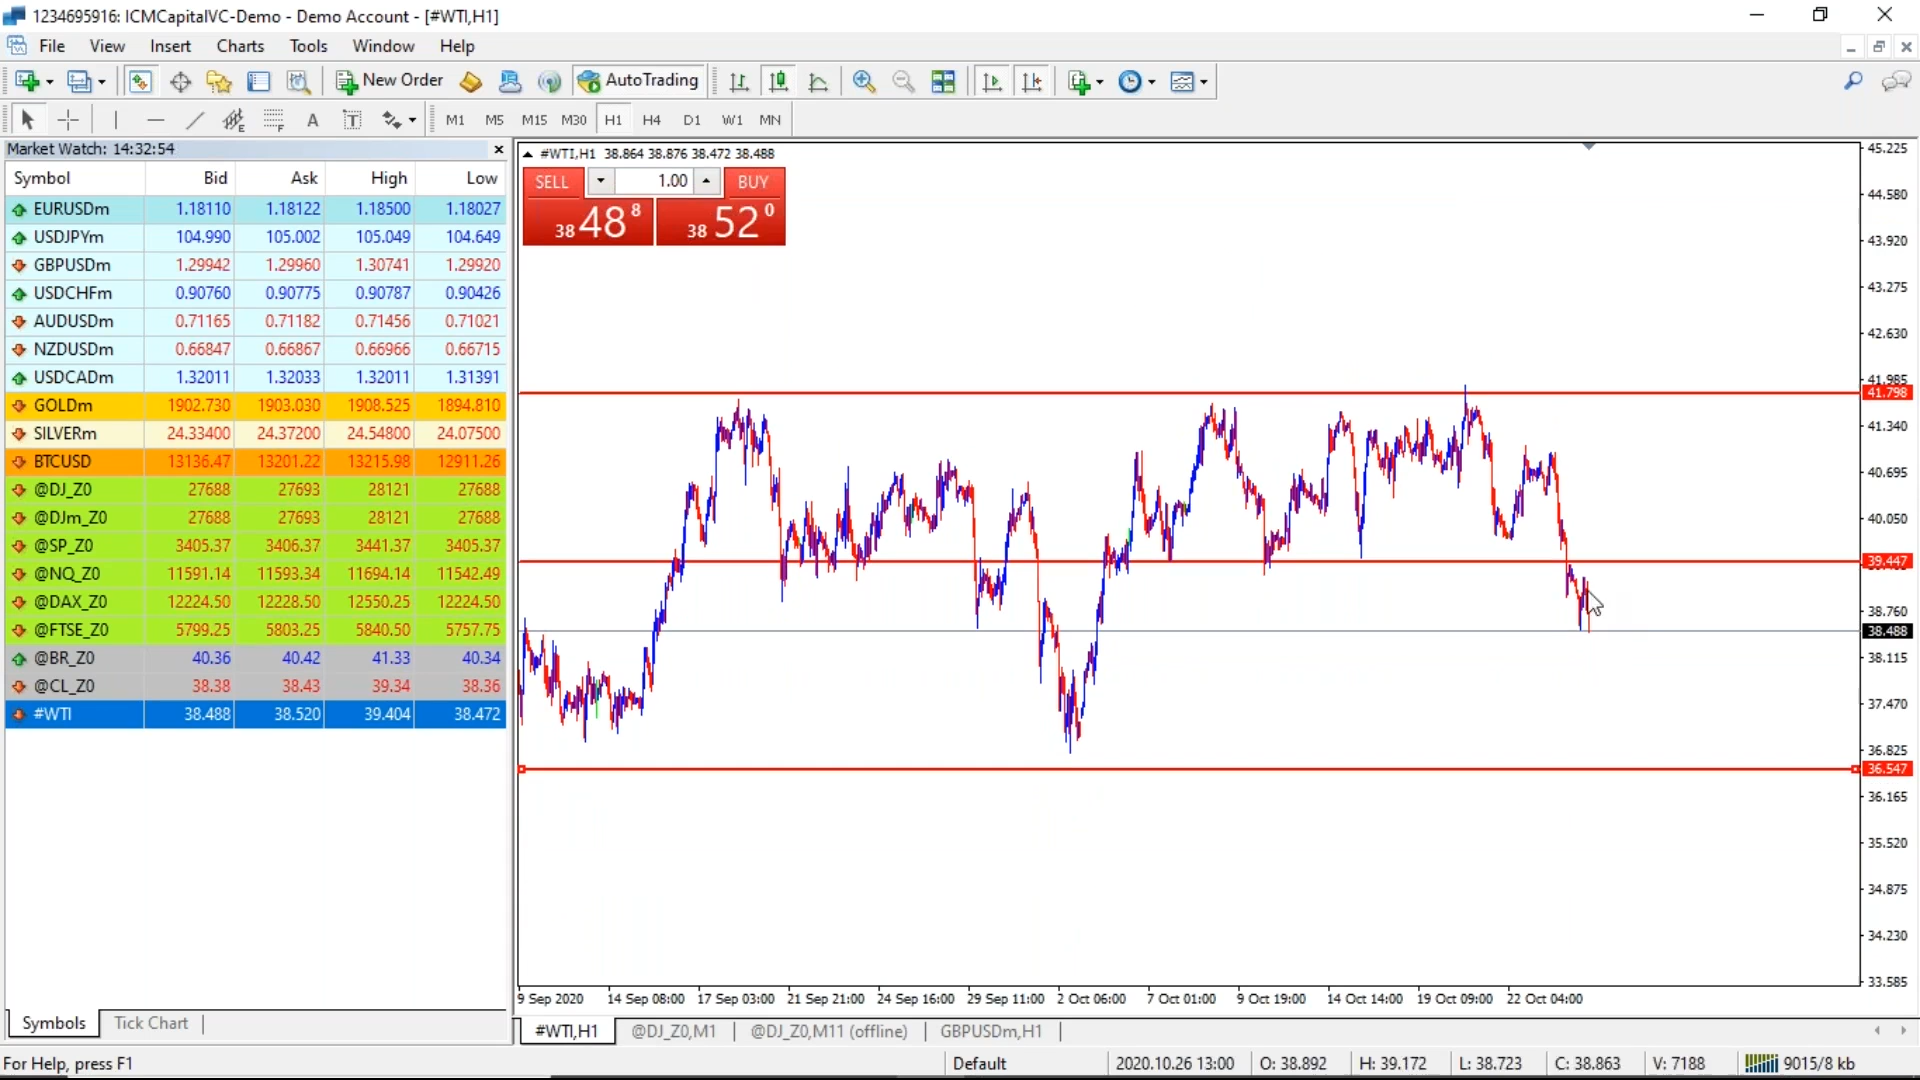 1234695916: ICMCapitalVC-Demo - Demo Account - [#WTI,H1]
File View Insert Charts Tools Window Help
New Order AutoTrading
A T M1 M5 M15 M30 H1 H4 D1 W1 MN
Market Watch: 14:32:54
Symbol Bid Ask High Low
EURUSDm 1.18110 1.18122 1.18500 1.18027
USDJPYm 104.990 105.002 105.049 104.649
GBPUSDm 1.29942 1.29960 1.30741 1.29920
USDCHFm 0.90760 0.90775 0.90787 0.90426
AUDUSDm 0.71165 0.71182 0.71456 0.71021
NZDUSDm 0.66847 0.66867 0.66966 0.66715
USDCADm 1.32011 1.32033 1.32011 1.31391
GOLDm 1902.730 1903.030 1908.525 1894.810
SILVERm 24.33400 24.37200 24.54800 24.07500
BTCUSD 13136.47 13201.22 13215.98 12911.26
@DJ_Z0 27688 27693 28121 27688
@DJm_Z0 27688 27693 28121 27688
@SP_Z0 3405.37 3406.37 3441.37 3405.37
@NQ_Z0 11591.14 11593.34 11694.14 11542.49
@DAX_Z0 12224.50 12228.50 12550.25 12224.50
@FTSE_Z0 5799.25 5803.25 5840.50 5757.75
@BR_Z0 40.36 40.42 41.33 40.34
@CL_Z0 38.38 38.43 39.34 38.36
#WTI 38.488 38.520 39.404 38.472
Symbols Tick Chart
#WTI,H1 38.864 38.876 38.472 38.488
SELL 1.00 BUY
38 48 8 38 52 0
45.225
44.580
43.920
43.275
42.630
41.985
41.798
41.340
40.695
40.050
39.447
38.760
38.488
38.115
37.470
36.825
36.547
36.165
35.520
34.875
34.230
33.585
9 Sep 2020 14 Sep 08:00 17 Sep 03:00 21 Sep 21:00 24 Sep 16:00 29 Sep 11:00 2 Oct 06:00 7 Oct 01:00 9 Oct 19:00 14 Oct 14:00 19 Oct 09:00 22 Oct 04:00
#WTI,H1 @DJ_Z0,M1 @DJ_Z0,M11 (offline) GBPUSDm,H1
For Help, press F1 Default 2020.10.26 13:00 O: 38.892 H: 39.172 L: 38.723 C: 38.863 V: 7188 9015/8 kb